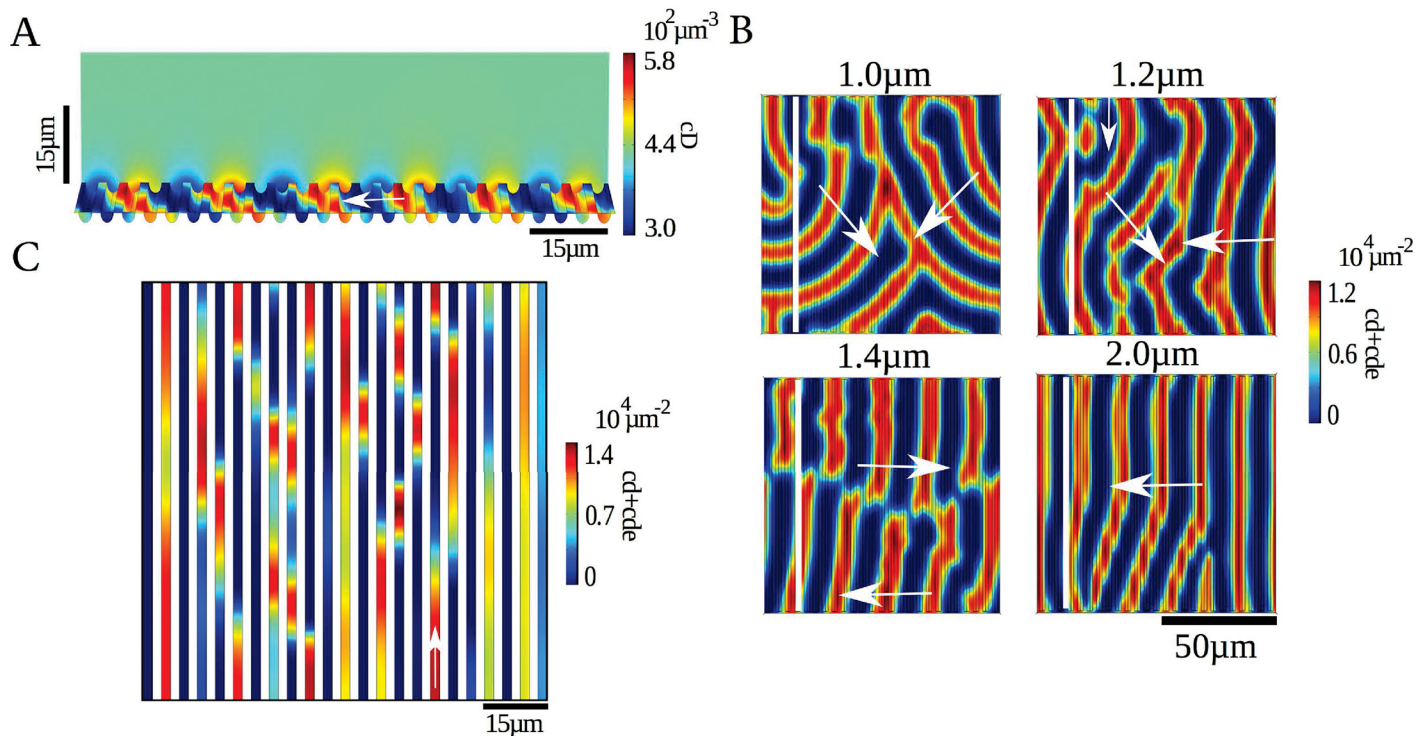 A
10²µm⁻³
5.8
4.4
3.0
cD
15µm
15µm
B
1.0µm
1.2µm
1.4µm
2.0µm
10⁴µm⁻²
1.2
0.6
0
cd+cde
50µm
C
10⁴µm⁻²
1.4
0.7
0
cd+cde
15µm